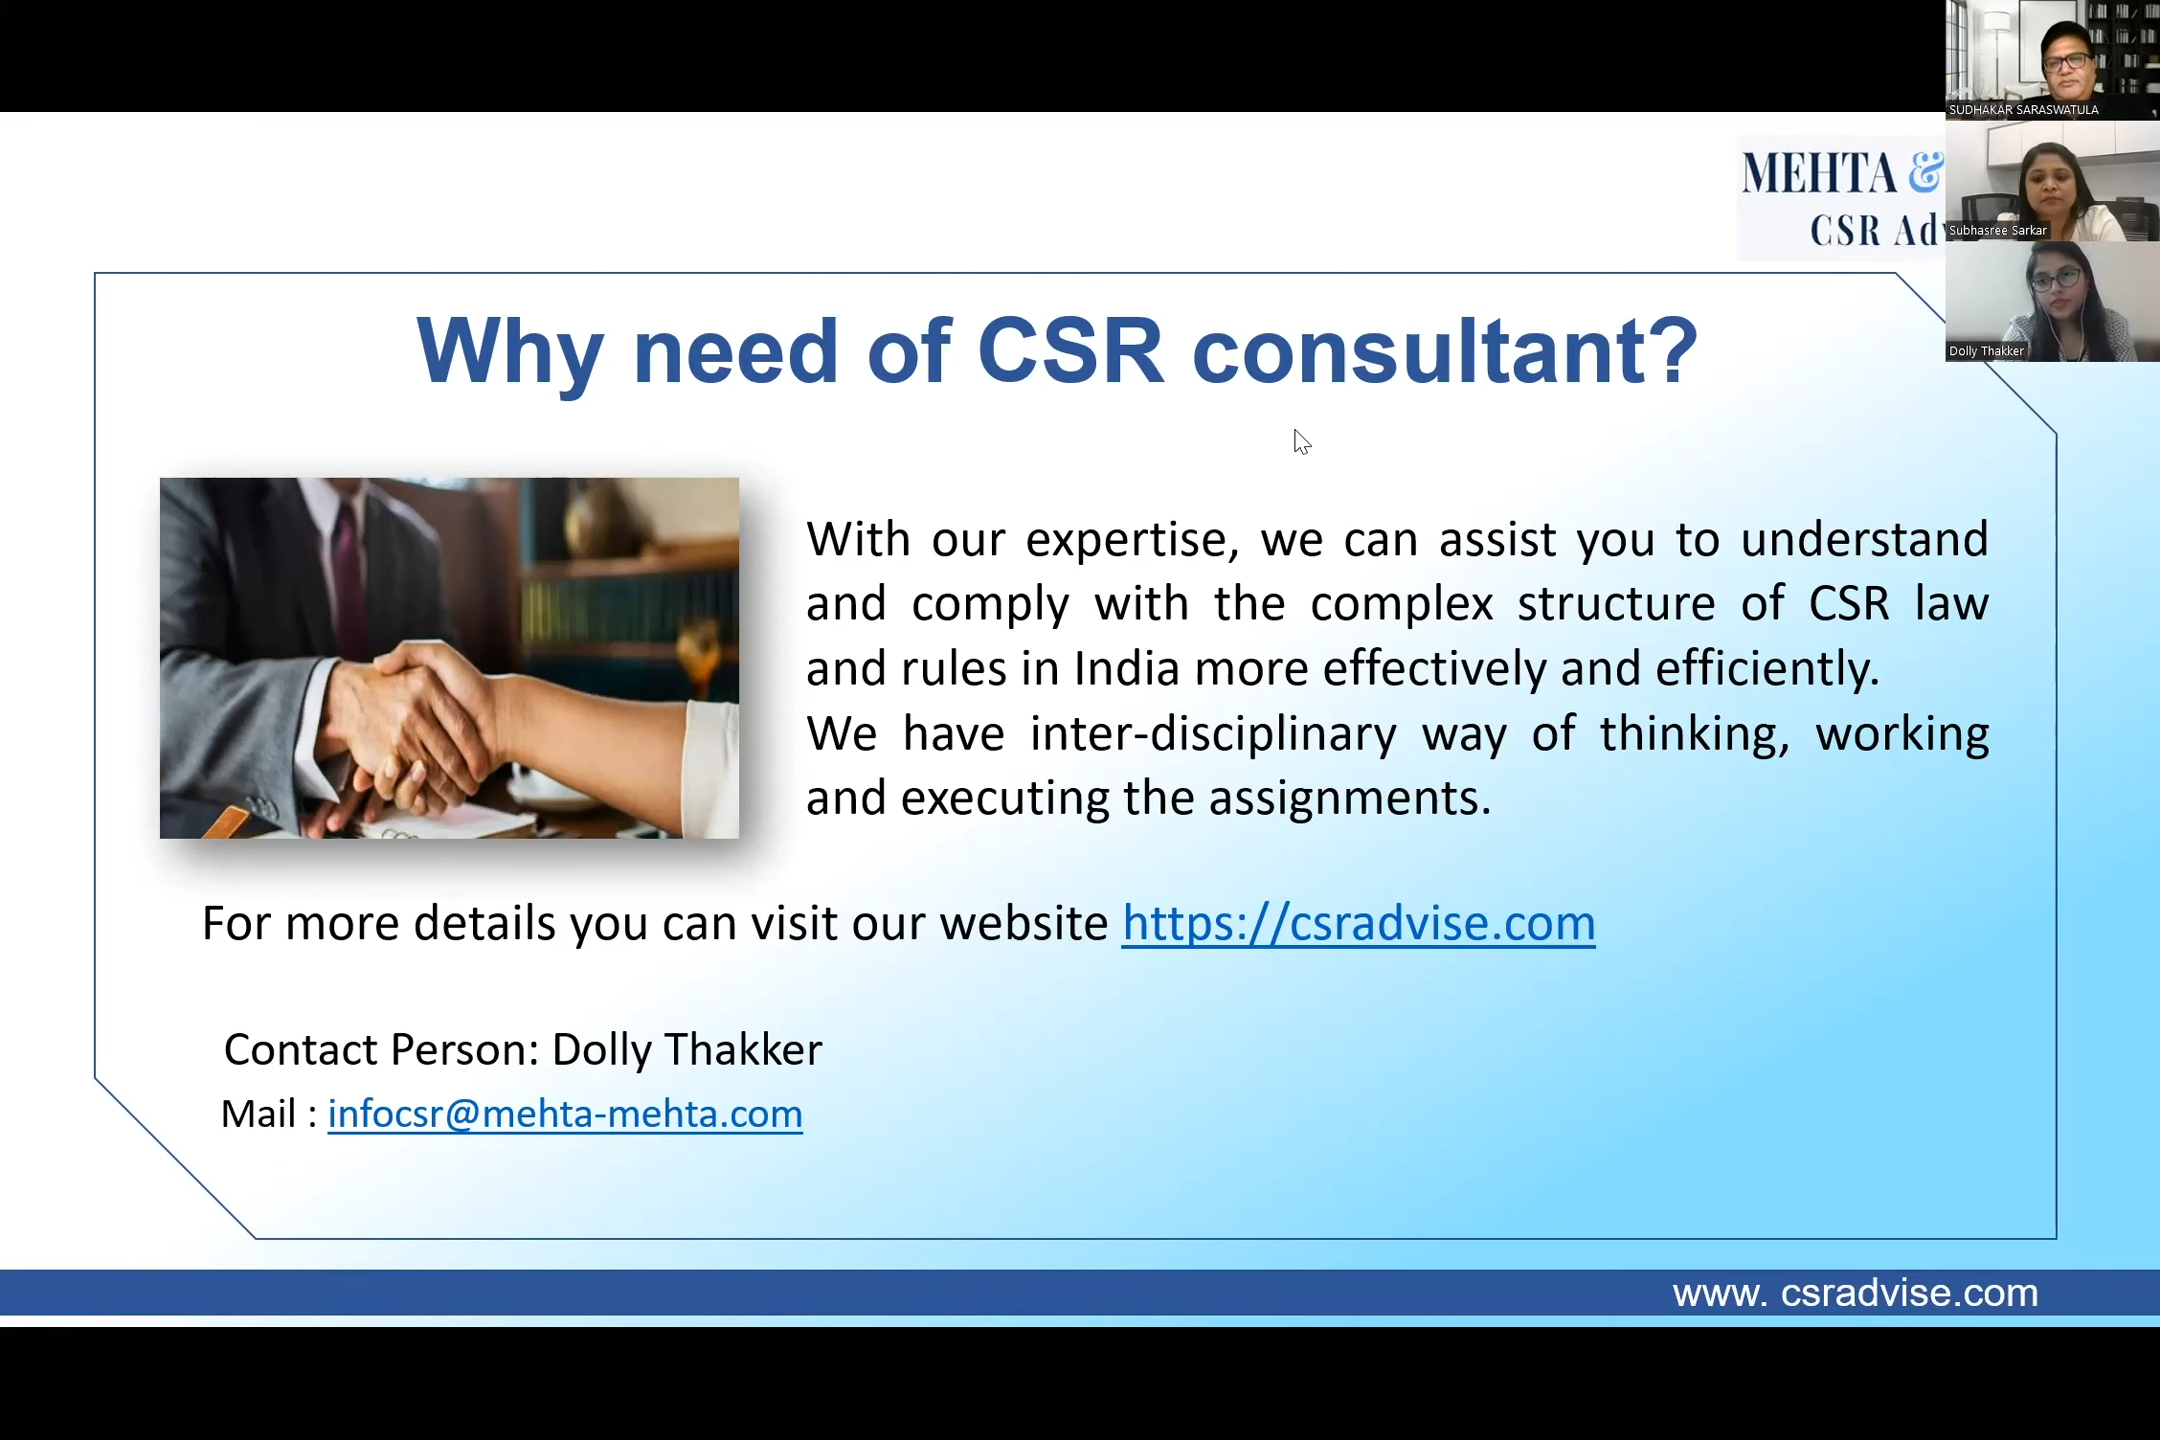 SUDHAKAR SARASWATULA
MEHTA &
CSR
Subhasree Sarkar
Dolly Thakker
Why need of CSR consultant?
With our expertise, we can assist you to understand
and comply with the complex structure of CSR law
and rules in India more effectively and efficiently.
We have inter-disciplinary way of thinking, working
and executing the assignments.
For more details you can visit our website https://csradvise.com
Contact Person: Dolly Thakker
Mail : infocsr@mehta-mehta.com
www. csradvise.com